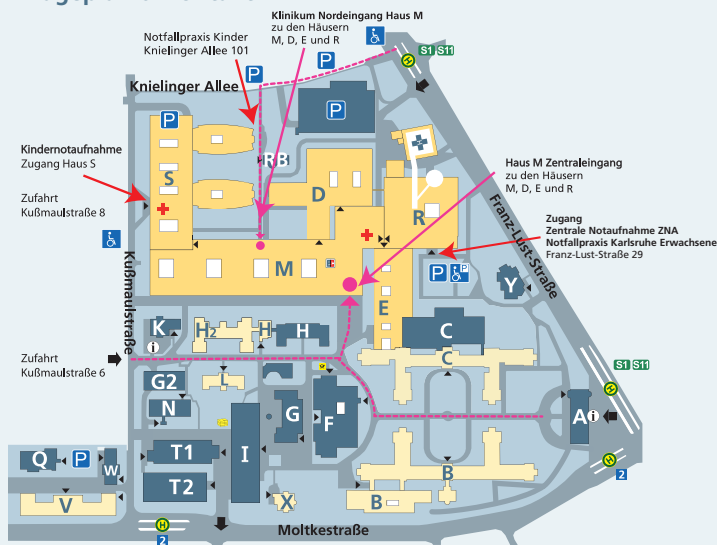 Klinikum Nordeingang Haus M
zu den Häusern
M, D, E und R
Notfallpraxis Kinder
Knielinger Allee 101
S1 S11
H
P
P
Knielinger Allee
P
P
Kindernotaufnahme
Zugang Haus S
RB
S
D
R
Haus M Zentraleingang
zu den Häusern
M, D, E und R
Zufahrt
Kußmaulstraße 8
Franz-Lust-Straße
Zugang
Zentrale Notaufnahme ZNA
Notfallpraxis Karlsruhe Erwachsene
Franz-Lust-Straße 29
M
P
P
Y
Kußmaulstraße
E
K
i
H2
H
H
C
C
Zufahrt
Kußmaulstraße 6
S1 S11
H
G2
L
N
G
F
A
i
Q
P
W
T1
I
B
H
2
V
T2
X
B
H
2
Moltkestraße